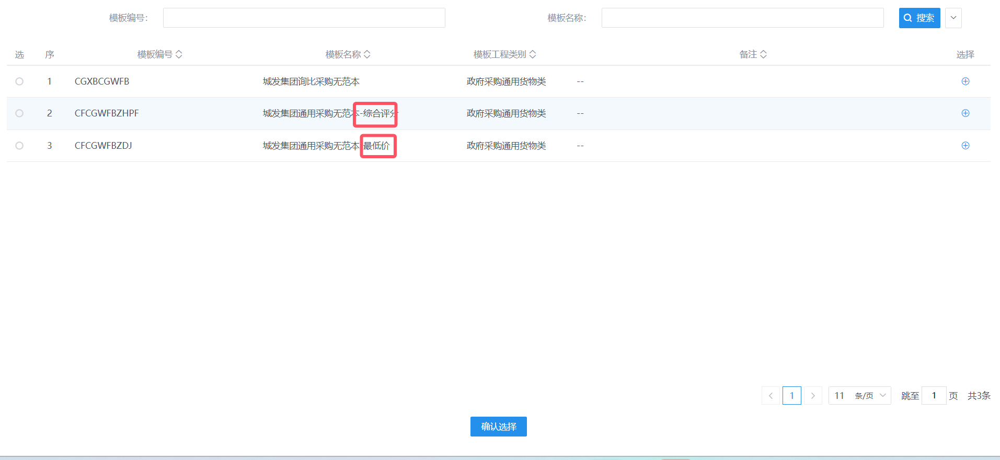 模板编号：
模板名称：
搜索
选 序 模板编号 模板名称 模板工程类别 备注 选择
1 CGXBCGWFB 城发集团询比采购无范本 政府采购通用货物类 --
2 CFCGWFBZHPF 城发集团通用采购无范本-综合评分 政府采购通用货物类 --
3 CFCGWFBZDJ 城发集团通用采购无范本-最低价 政府采购通用货物类 --
1 11 条/页 跳至 1 页 共3条
确认选择